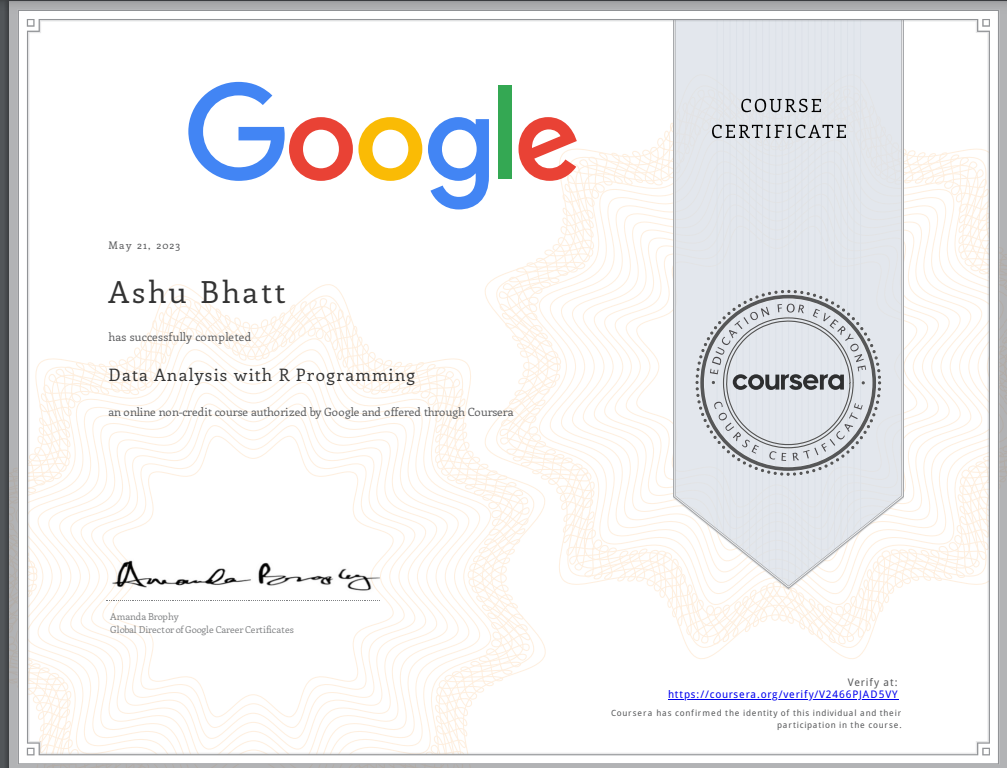 Google
COURSE
CERTIFICATE
May 21, 2023
Ashu Bhatt
has successfully completed
Data Analysis with R Programming
an online non-credit course authorized by Google and offered through Coursera
EDUCATION FOR EVERYONE
coursera
COURSE CERTIFICATE
Amanda Brophy
Amanda Brophy
Global Director of Google Career Certificates
Verify at:
https://coursera.org/verify/V2466PJAD5VY
Coursera has confirmed the identity of this individual and their
participation in the course.